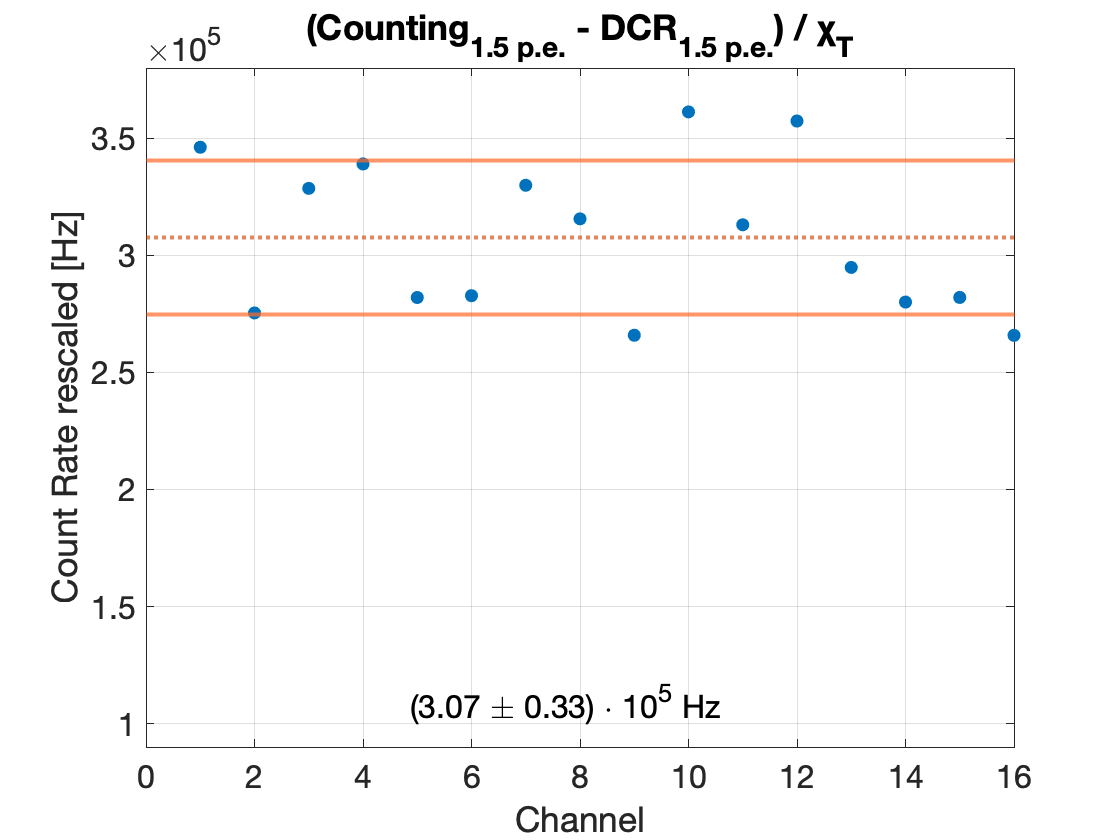 (Counting1.5 p.e. - DCR1.5 p.e.) / χT
×10^5
3.5
3
2.5
2
1.5
1
Count Rate rescaled [Hz]
(3.07 ± 0.33) · 10^5 Hz
0 2 4 6 8 10 12 14 16
Channel